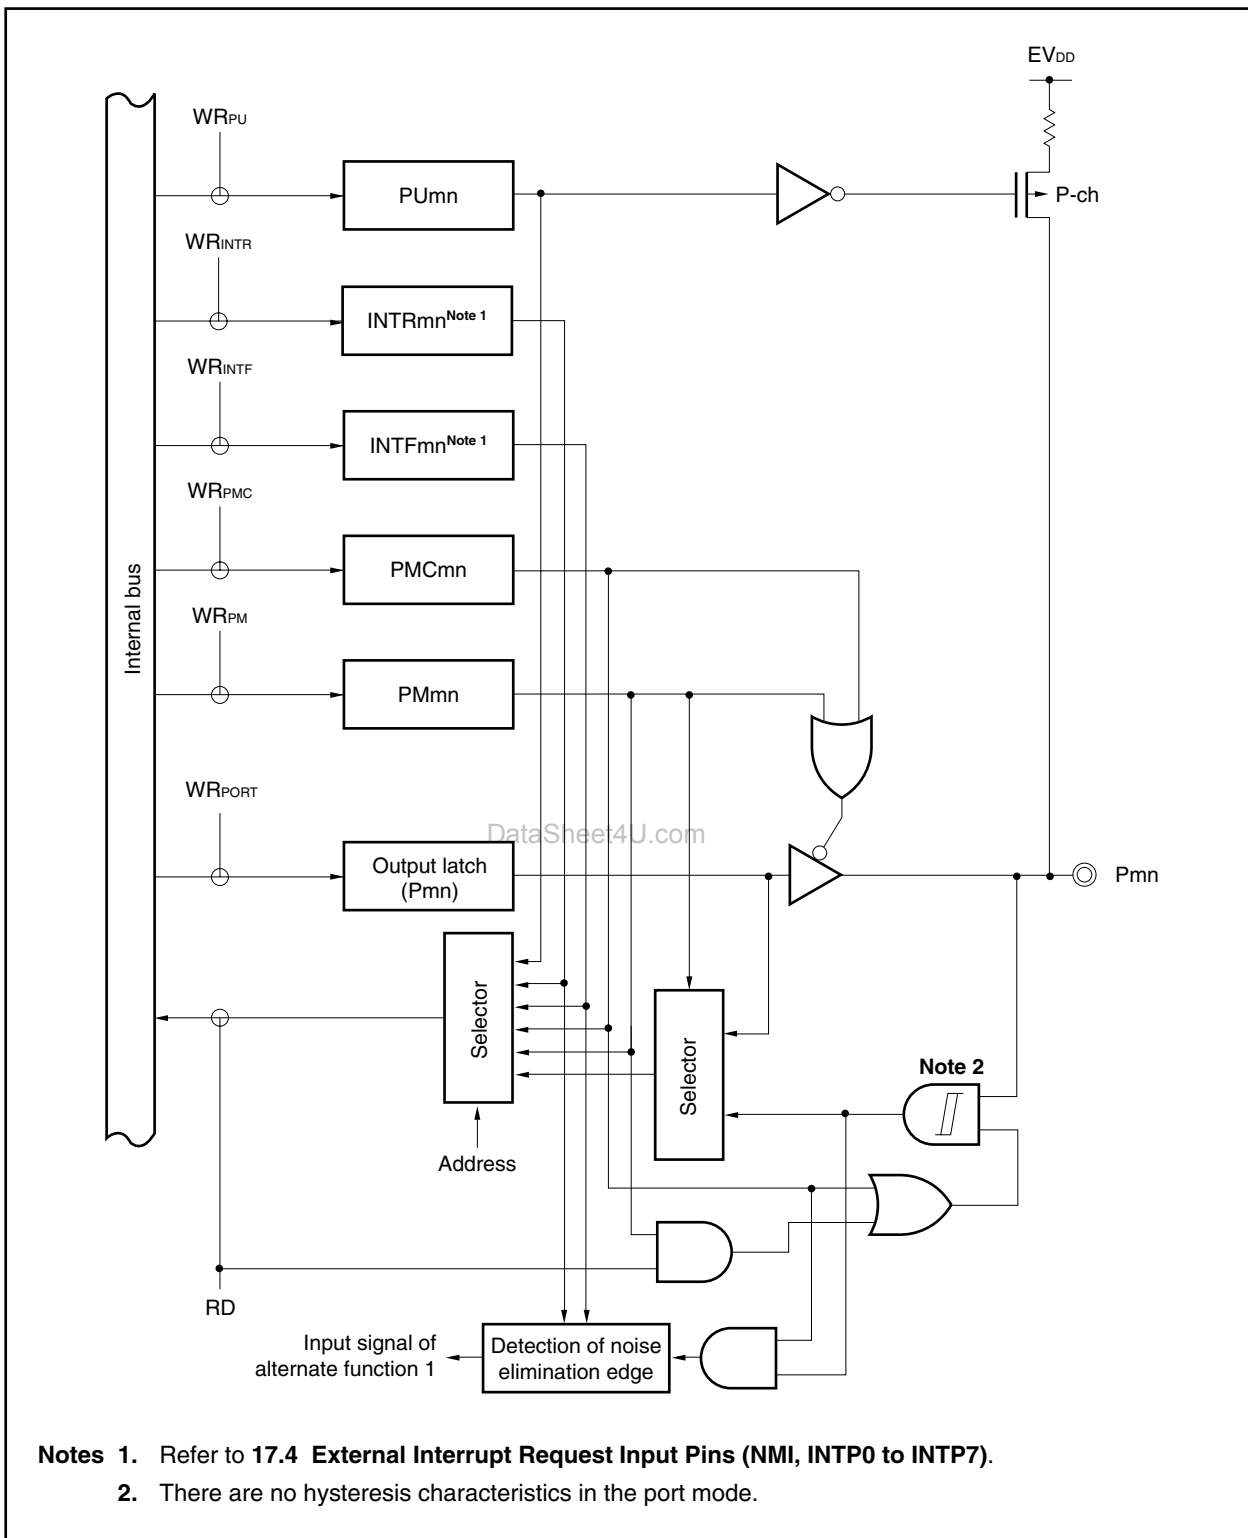 EVDD
WRPU
PUmn
P-ch
WRINTR
INTRmnNote 1
WRINTF
INTFmnNote 1
WRPMC
PMCmn
Internal bus
WRPM
PMmn
WRPORT
DataSheet4U.com
Output latch
(Pmn)
Pmn
Selector
Selector
Note 2
Address
RD
Input signal of
alternate function 1
Detection of noise
elimination edge
Notes 1. Refer to 17.4 External Interrupt Request Input Pins (NMI, INTP0 to INTP7).
2. There are no hysteresis characteristics in the port mode.